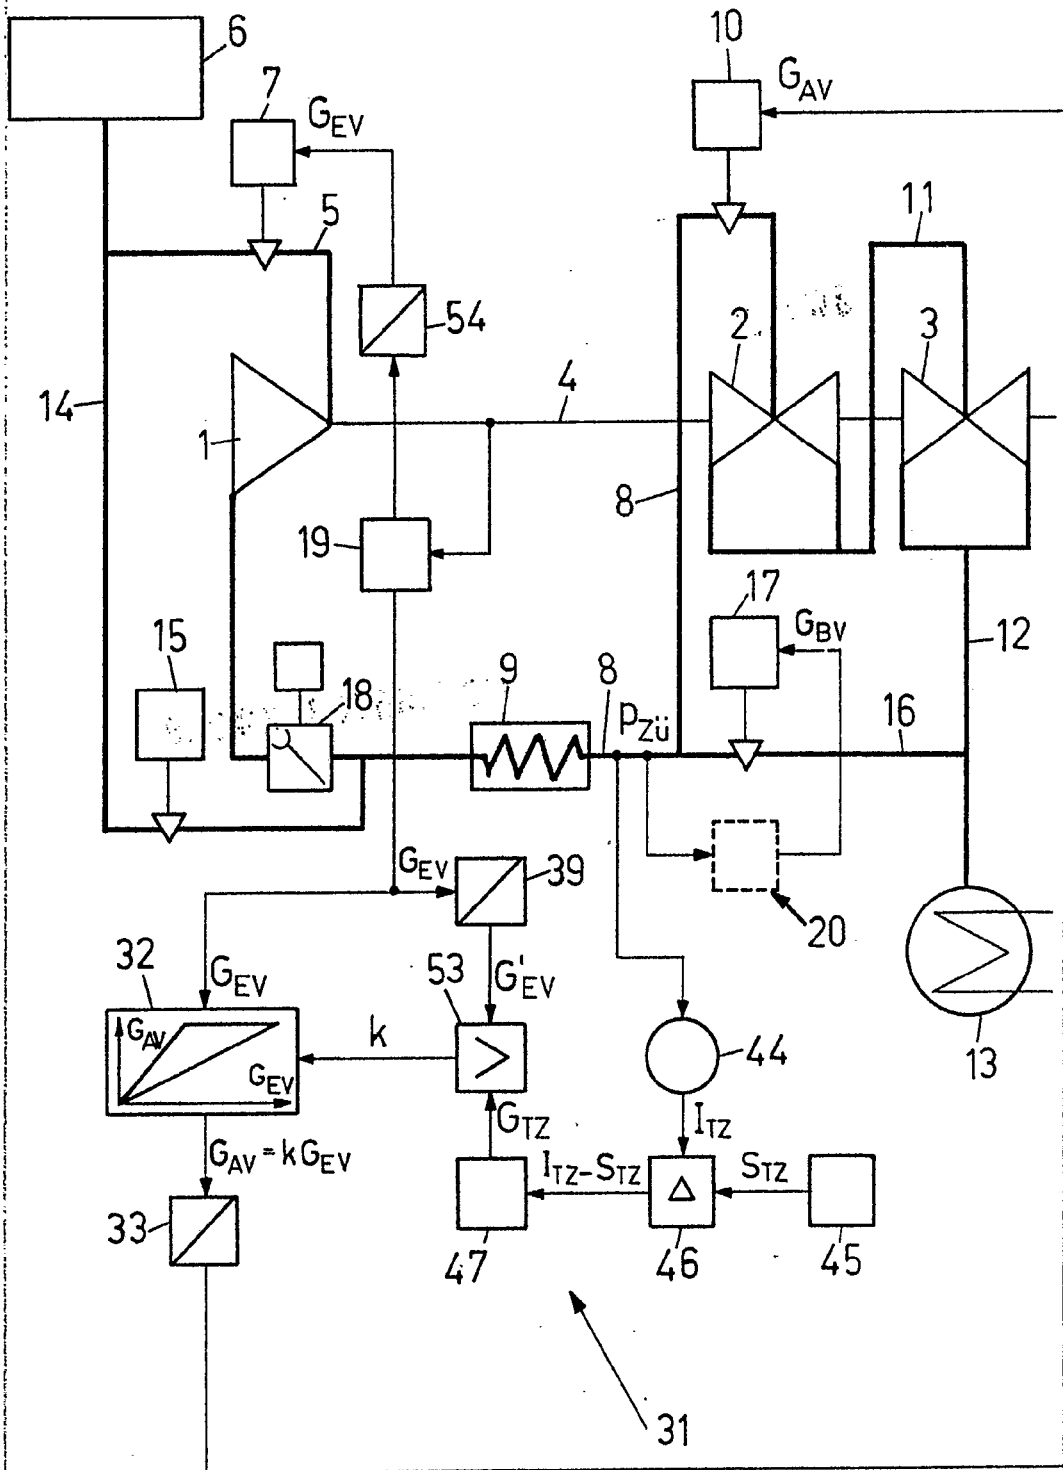 6
10
7
G_AV
G_EV
5
11
54
2
3
14
4
1
8
19
17
G_BV
12
15
18
9
8
p_Zü
16
G_EV
39
20
32
G_EV
53
G'_EV
13
k
44
G_AV
G_EV
G_TZ
I_TZ
G_AV = k G_EV
I_TZ – S_TZ
S_TZ
33
47
46
45
31